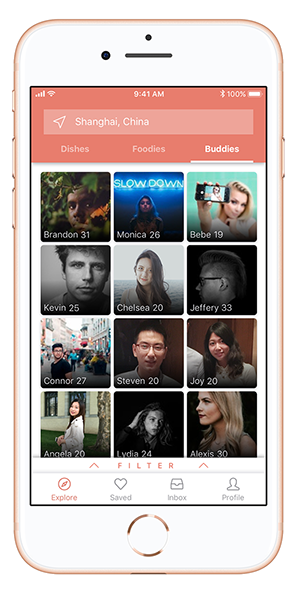 9:41 AM 100%
Shanghai, China
Dishes Foodies Buddies
SLOW DOWN
Brandon 31 Monica 26 Bebe 19
Kevin 25 Chelsea 20 Jeffery 33
Connor 27 Steven 20 Joy 20
Angela 20 Lydia 24 Alexis 30
FILTER
Explore Saved Inbox Profile